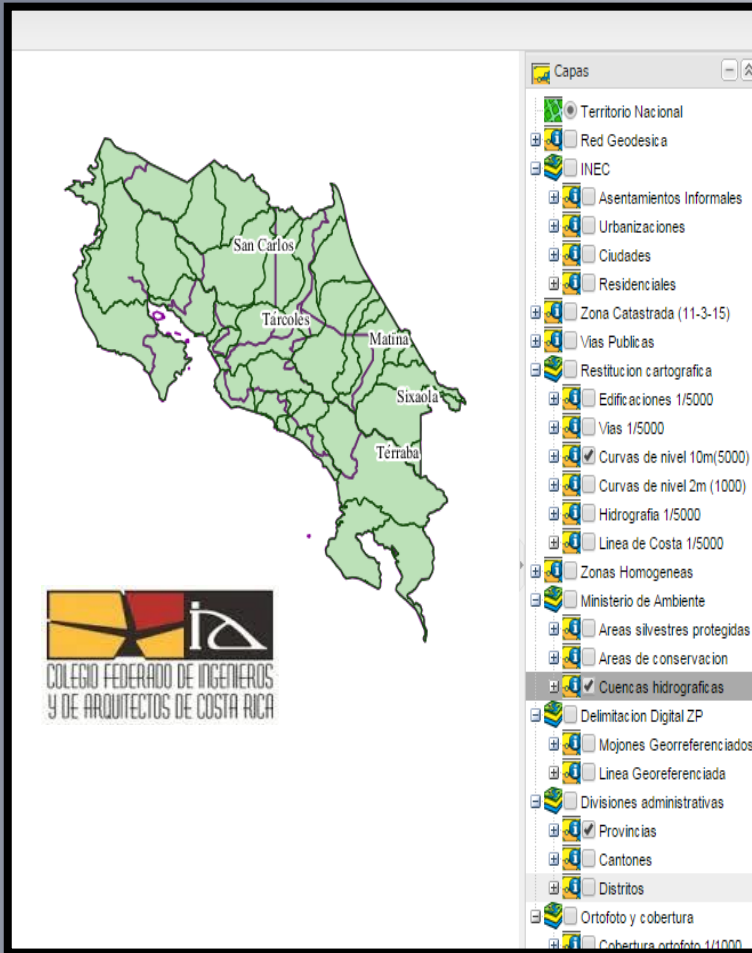 San Carlos
Tárcoles
Matina
Sixaola
Térraba
COLEGIO FEDERADO DE INGENIEROS
Y DE ARQUITECTOS DE COSTA RICA
Capas
Territorio Nacional
Red Geodesica
INEC
Asentamientos Informales
Urbanizaciones
Ciudades
Residenciales
Zona Catastrada (11-3-15)
Vias Publicas
Restitucion cartografica
Edificaciones 1/5000
Vias 1/5000
Curvas de nivel 10m(5000)
Curvas de nivel 2m (1000)
Hidrografia 1/5000
Linea de Costa 1/5000
Zonas Homogeneas
Ministerio de Ambiente
Areas silvestres protegidas
Areas de conservacion
Cuencas hidrograficas
Delimitacion Digital ZP
Mojones Georreferenciados
Linea Georeferenciada
Divisiones administrativas
Provincias
Cantones
Distritos
Ortofoto y cobertura
Cobertura ortofoto 1/1000